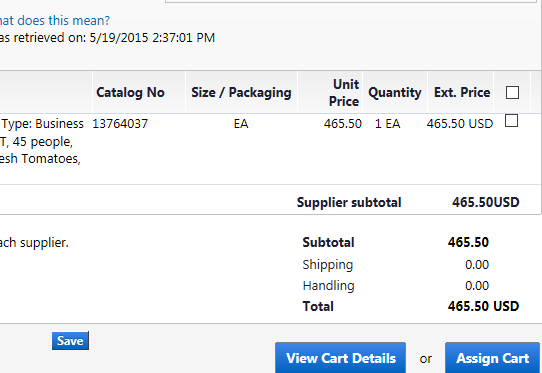 hat does this mean?
as retrieved on: 5/19/2015 2:37:01 PM
Catalog No Size / Packaging Unit Price Quantity Ext. Price
Type: Business 13764037 EA 465.50 1 EA 465.50 USD
T, 45 people,
esh Tomatoes,
Supplier subtotal 465.50USD
ach supplier. Subtotal 465.50
Shipping 0.00
Handling 0.00
Total 465.50 USD
Save
View Cart Details or Assign Cart